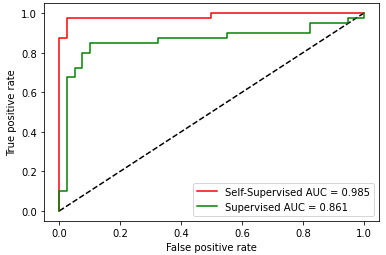 1.0
0.8
0.6
0.4
0.2
0.0
True positive rate
0.0 0.2 0.4 0.6 0.8 1.0
False positive rate
Self-Supervised AUC = 0.985
Supervised AUC = 0.861